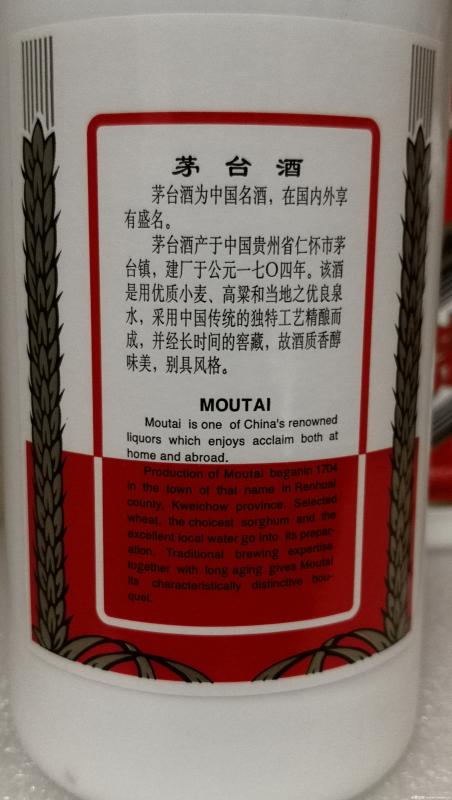 茅台酒
茅台酒为中国名酒，在国内外享
有盛名。
茅台酒产于中国贵州省仁怀市茅
台镇，建厂于公元一七〇四年。该酒
是用优质小麦、高粱和当地之优良泉
水，采用中国传统的独特工艺精酿而
成，并经长时间的窖藏，故酒质香醇
味美，别具风格。
MOUTAI
Moutai is one of China's renowned
liquors which enjoys acclaim both at
home and abroad.
Production of Moutai beganin 1704
in the town of that name in Renhuai
county, Kweichow province. Selected
wheat, the choicest sorghum and the
excellent local water go into its prepar-
ation. Traditional brewing expertise
together with long aging gives Moutai
its characteristically distinctive bou-
quet.